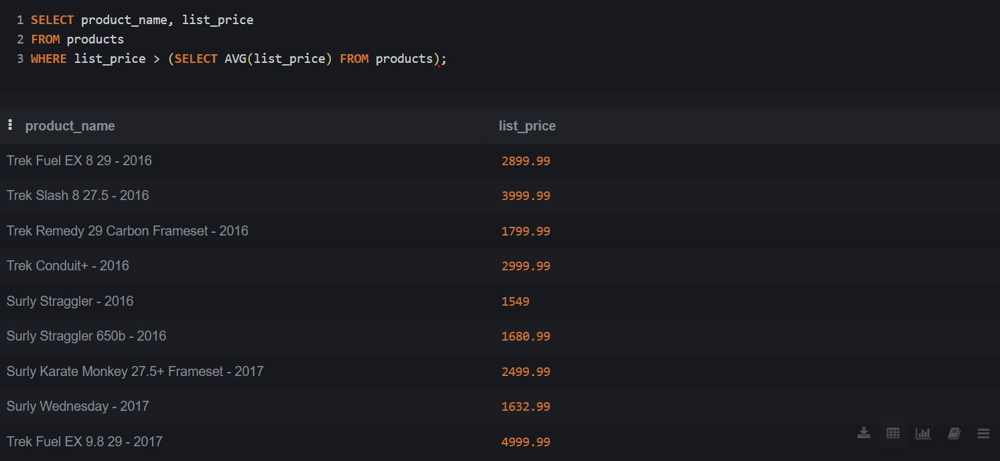 1 SELECT product_name, list_price
2 FROM products
3 WHERE list_price > (SELECT AVG(list_price) FROM products);
product_name list_price
Trek Fuel EX 8 29 - 2016 2899.99
Trek Slash 8 27.5 - 2016 3999.99
Trek Remedy 29 Carbon Frameset - 2016 1799.99
Trek Conduit+ - 2016 2999.99
Surly Straggler - 2016 1549
Surly Straggler 650b - 2016 1680.99
Surly Karate Monkey 27.5+ Frameset - 2017 2499.99
Surly Wednesday - 2017 1632.99
Trek Fuel EX 9.8 29 - 2017 4999.99